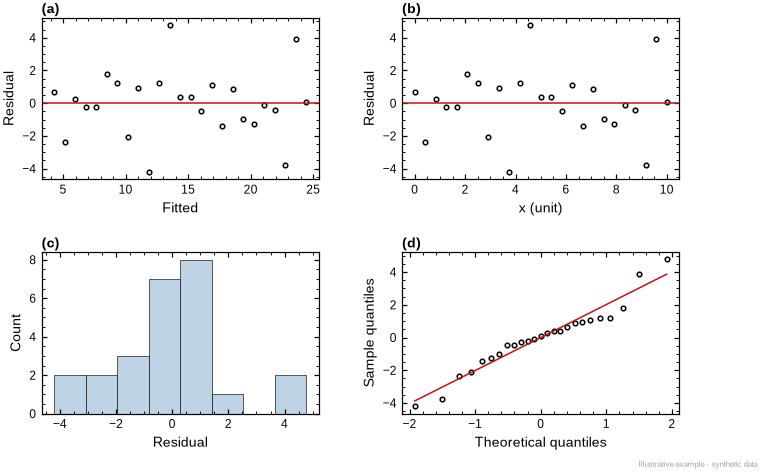 (a)
Residual
4
2
0
−2
−4
5 10 15 20 25
Fitted
(b)
Residual
4
2
0
−2
−4
0 2 4 6 8 10
x (unit)
(c)
Count
8
6
4
2
0
−4 −2 0 2 4
Residual
(d)
Sample quantiles
4
2
0
−2
−4
−2 −1 0 1 2
Theoretical quantiles
Illustrative example - synthetic data